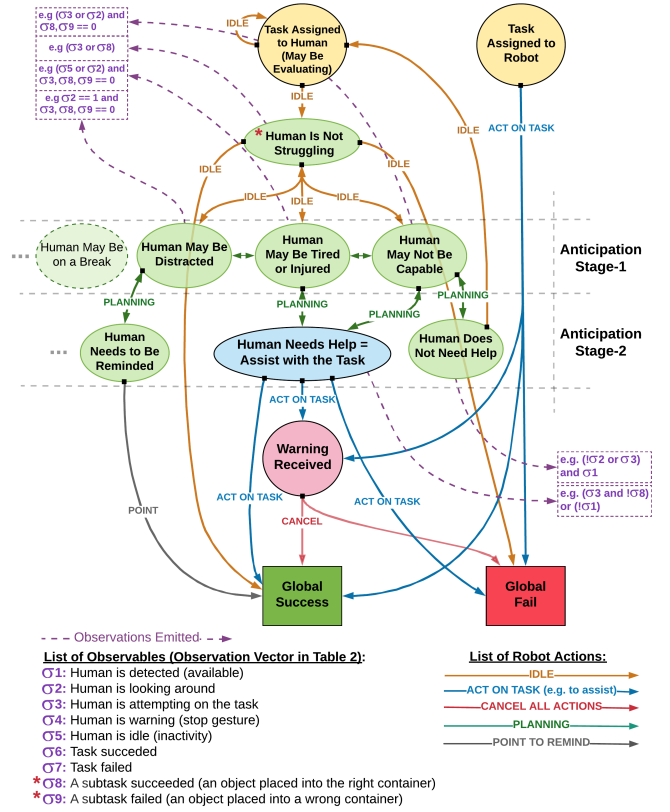 e.g (σ3 or σ2) and
σ8,σ9 == 0
e.g (σ3 or σ8)
e.g (σ5 or σ2) and
σ3, σ8, σ9 == 0
e.g σ2 == 1 and
σ3, σ8, σ9 == 0
IDLE
Task Assigned
to Human
(May Be
Evaluating)
Task
Assigned to
Robot
IDLE
IDLE
ACT ON TASK
* Human Is Not
Struggling
IDLE
IDLE
IDLE
IDLE
IDLE
...
Human May Be
on a Break
Human May Be
Distracted
Human
May Be Tired
or Injured
Human
May Not Be
Capable
Anticipation
Stage-1
PLANNING
PLANNING
PLANNING
PLANNING
...
Human
Needs to Be
Reminded
Human Needs Help =
Assist with the Task
Human Does
Not Need Help
Anticipation
Stage-2
ACT ON TASK
Warning
Received
e.g. (!σ2 or σ3)
and σ1
e.g. (σ3 and !σ8)
or (!σ1)
POINT
ACT ON TASK
ACT ON TASK
CANCEL
Global
Success
Global
Fail
Observations Emitted
List of Observables (Observation Vector in Table 2):
σ1: Human is detected (available)
σ2: Human is looking around
σ3: Human is attempting on the task
σ4: Human is warning (stop gesture)
σ5: Human is idle (inactivity)
σ6: Task succeded
σ7: Task failed
*σ8: A subtask succeeded (an object placed into the right container)
*σ9: A subtask failed (an object placed into a wrong container)
List of Robot Actions:
IDLE
ACT ON TASK (e.g. to assist)
CANCEL ALL ACTIONS
PLANNING
POINT TO REMIND